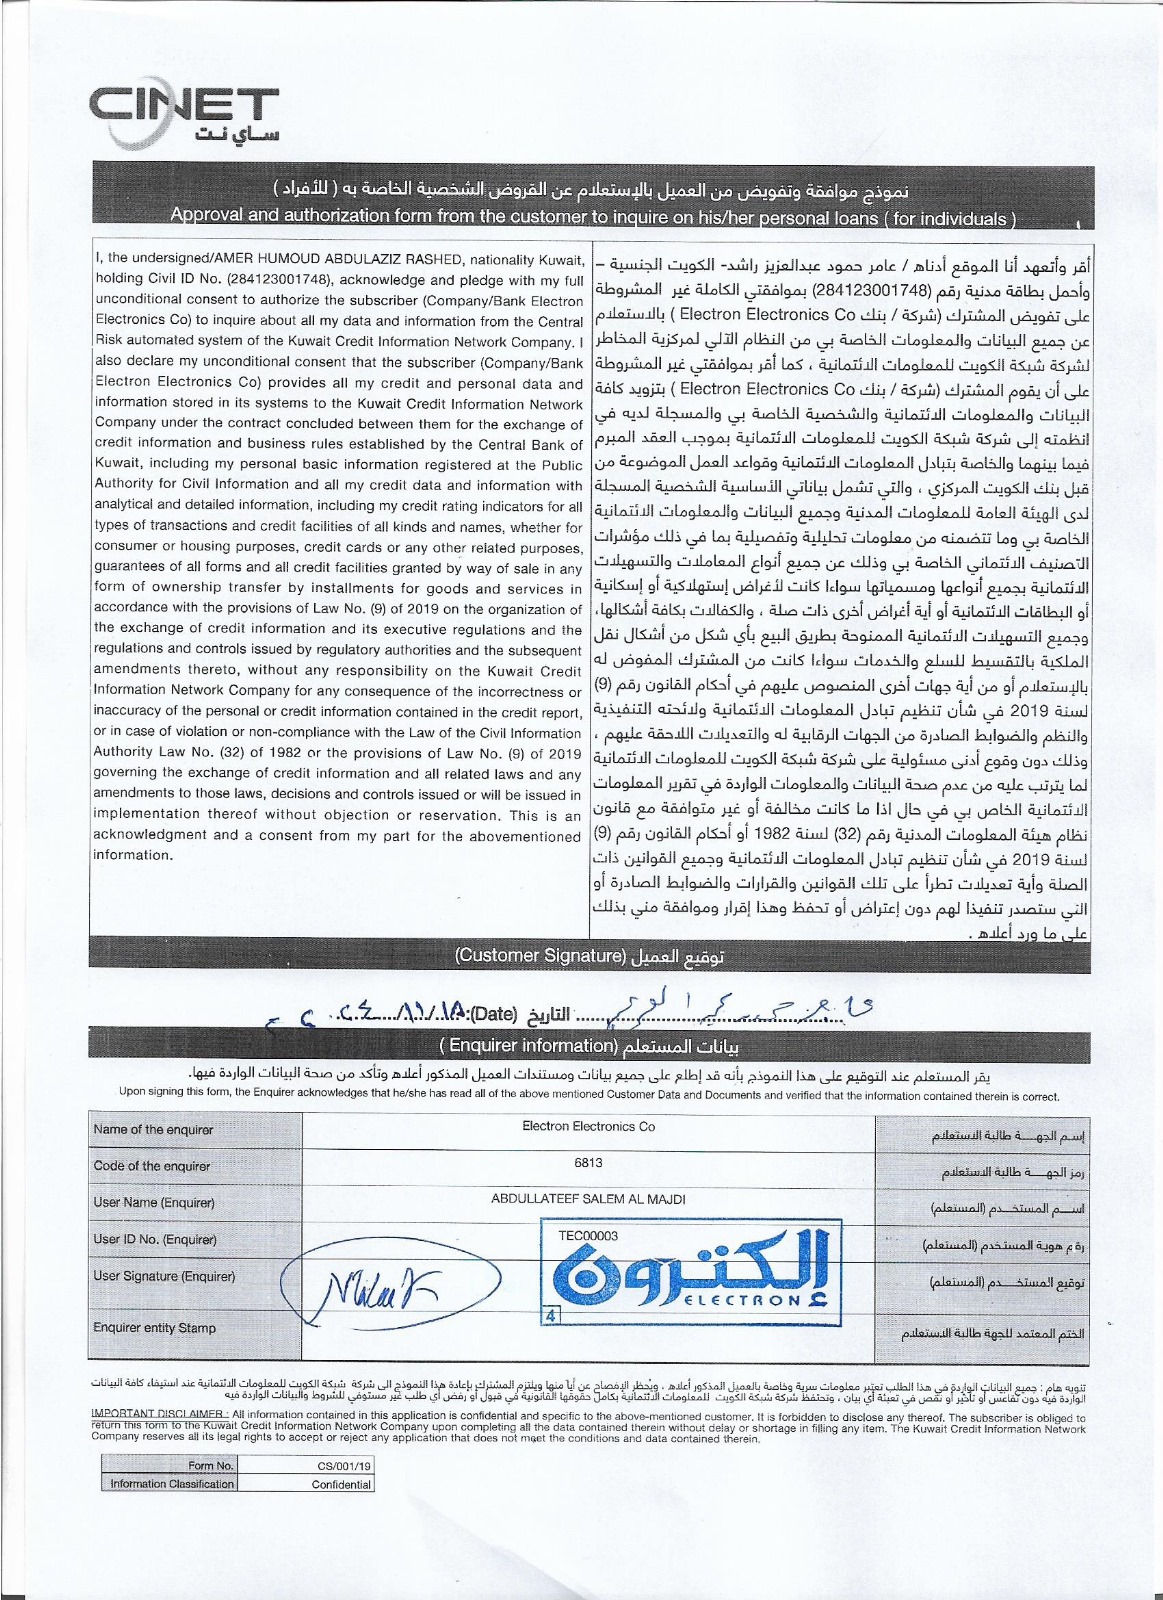 CINET
ساي نت
نموذج موافقة وتفويض من العميل بالإستعلام عن القروض الشخصية الخاصة به ( للأفراد )
Approval and authorization form from the customer to inquire on his/her personal loans ( for individuals )
I, the undersigned/AMER HUMOUD ABDULAZIZ RASHED, nationality Kuwait,
holding Civil ID No. (284123001748), acknowledge and pledge with my full
unconditional consent to authorize the subscriber (Company/Bank Electron
Electronics Co) to inquire about all my data and information from the Central
Risk automated system of the Kuwait Credit Information Network Company. I
also declare my unconditional consent that the subscriber (Company/Bank
Electron Electronics Co) provides all my credit and personal data and
information stored in its systems to the Kuwait Credit Information Network
Company under the contract concluded between them for the exchange of
credit information and business rules established by the Central Bank of
Kuwait, including my personal basic information registered at the Public
Authority for Civil Information and all my credit data and information with
analytical and detailed information, including my credit rating indicators for all
types of transactions and credit facilities of all kinds and names, whether for
consumer or housing purposes, credit cards or any other related purposes,
guarantees of all forms and all credit facilities granted by way of sale in any
form of ownership transfer by installments for goods and services in
accordance with the provisions of Law No. (9) of 2019 on the organization of
the exchange of credit information and its executive regulations and the
regulations and controls issued by regulatory authorities and the subsequent
amendments thereto, without any responsibility on the Kuwait Credit
Information Network Company for any consequence of the incorrectness or
inaccuracy of the personal or credit information contained in the credit report,
or in case of violation or non-compliance with the Law of the Civil Information
Authority Law No. (32) of 1982 or the provisions of Law No. (9) of 2019
governing the exchange of credit information and all related laws and any
amendments to those laws, decisions and controls issued or will be issued in
implementation thereof without objection or reservation. This is an
acknowledgment and a consent from my part for the abovementioned
information.
أقر وأتعهد أنا الموقع أدناه / عامر حمود عبدالعزيز راشد- الكويت الجنسية –
وأحمل بطاقة مدنية رقم (284123001748) بموافقتي الكاملة غير المشروطة
على تفويض المشترك (شركة / بنك Electron Electronics Co ) بالاستعلام
عن جميع البيانات والمعلومات الخاصة بي من النظام الآلي لمركزية المخاطر
لشركة شبكة الكويت للمعلومات الائتمانية ، كما أقر بموافقتي غير المشروطة
على أن يقوم المشترك (شركة / بنك Electron Electronics Co ) بتزويد كافة
البيانات والمعلومات الائتمانية والشخصية الخاصة بي والمسجلة لديه في
انظمته إلى شركة شبكة الكويت للمعلومات الائتمانية بموجب العقد المبرم
فيما بينهما والخاصة بتبادل المعلومات الائتمانية وقواعد العمل الموضوعة من
قبل بنك الكويت المركزي ، والتي تشمل بياناتي الأساسية الشخصية المسجلة
لدى الهيئة العامة للمعلومات المدنية وجميع البيانات والمعلومات الائتمانية
الخاصة بي وما تتضمنه من معلومات تحليلية وتفصيلية بما في ذلك مؤشرات
التصنيف الائتماني الخاصة بي وذلك عن جميع أنواع المعاملات والتسهيلات
الائتمانية بجميع أنواعها ومسمياتها سواءا كانت لأغراض إستهلاكية أو إسكانية
أو البطاقات الائتمانية أو أية أغراض أخرى ذات صلة ، والكفالات بكافة أشكالها،
وجميع التسهيلات الائتمانية الممنوحة بطريق البيع بأي شكل من أشكال نقل
الملكية بالتقسيط للسلع والخدمات سواءا كانت من المشترك المفوض له
بالإستعلام أو من أية جهات أخرى المنصوص عليهم في أحكام القانون رقم (9)
لسنة 2019 في شأن تنظيم تبادل المعلومات الائتمانية ولائحته التنفيذية
والنظم والضوابط الصادرة من الجهات الرقابية له والتعديلات اللاحقة عليهم ،
وذلك دون وقوع أدنى مسئولية على شركة شبكة الكويت للمعلومات الائتمانية
لما يترتب عليه من عدم صحة البيانات والمعلومات الواردة في تقرير المعلومات
الائتمانية الخاص بي في حال اذا ما كانت مخالفة أو غير متوافقة مع قانون
نظام هيئة المعلومات المدنية رقم (32) لسنة 1982 أو أحكام القانون رقم (9)
لسنة 2019 في شأن تنظيم تبادل المعلومات الائتمانية وجميع القوانين ذات
الصلة وأية تعديلات تطرأ على تلك القوانين والقرارات والضوابط الصادرة أو
التي ستصدر تنفيذا لهم دون إعتراض أو تحفظ وهذا إقرار وموافقة مني بذلك
على ما ورد أعلاه .
توقيع العميل (Customer Signature)
التاريخ (Date):
بيانات المستعلم (Enquirer information )
يقر المستعلم عند التوقيع على هذا النموذج بأنه قد إطلع على جميع بيانات ومستندات العميل المذكور أعلاه وتأكد من صحة البيانات الواردة فيها.
Upon signing this form, the Enquirer acknowledges that he/she has read all of the above mentioned Customer Data and Documents and verified that the information contained therein is correct.
Name of the enquirer Electron Electronics Co إسم الجهة طالبة الاستعلام
Code of the enquirer 6813 رمز الجهة طالبة الاستعلام
User Name (Enquirer) ABDULLATEEF SALEM AL MAJDI اسم المستخدم (المستعلم)
User ID No. (Enquirer) TEC00003 رقم هوية المستخدم (المستعلم)
User Signature (Enquirer) توقيع المستخدم (المستعلم)
إلكترون
ELECTRON
4
Enquirer entity Stamp الختم المعتمد للجهة طالبة الاستعلام
تنويه هام : جميع البيانات الواردة في هذا الطلب تعتبر معلومات سرية وخاصة بالعميل المذكور أعلاه ، ويُحظر الإفصاح عن أياً منها ويلتزم المشترك بإعادة هذا النموذج الى شركة شبكة الكويت للمعلومات الائتمانية عند استيفاء كافة البيانات
الواردة فيه دون تقاعس أو تأخير أو نقص في تعبئة أي بيان ، وتحتفظ شركة شبكة الكويت للمعلومات الائتمانية بكامل حقوقها القانونية في قبول أو رفض أي طلب غير مستوفي للشروط والبيانات الواردة فيه
IMPORTANT DISCLAIMER : All information contained in this application is confidential and specific to the above-mentioned customer. It is forbidden to disclose any thereof. The subscriber is obliged to
return this form to the Kuwait Credit Information Network Company upon completing all the data contained therein without delay or shortage in filling any item. The Kuwait Credit Information Network
Company reserves all its legal rights to accept or reject any application that does not meet the conditions and data contained therein.
Form No. CS/001/19
Information Classification Confidential